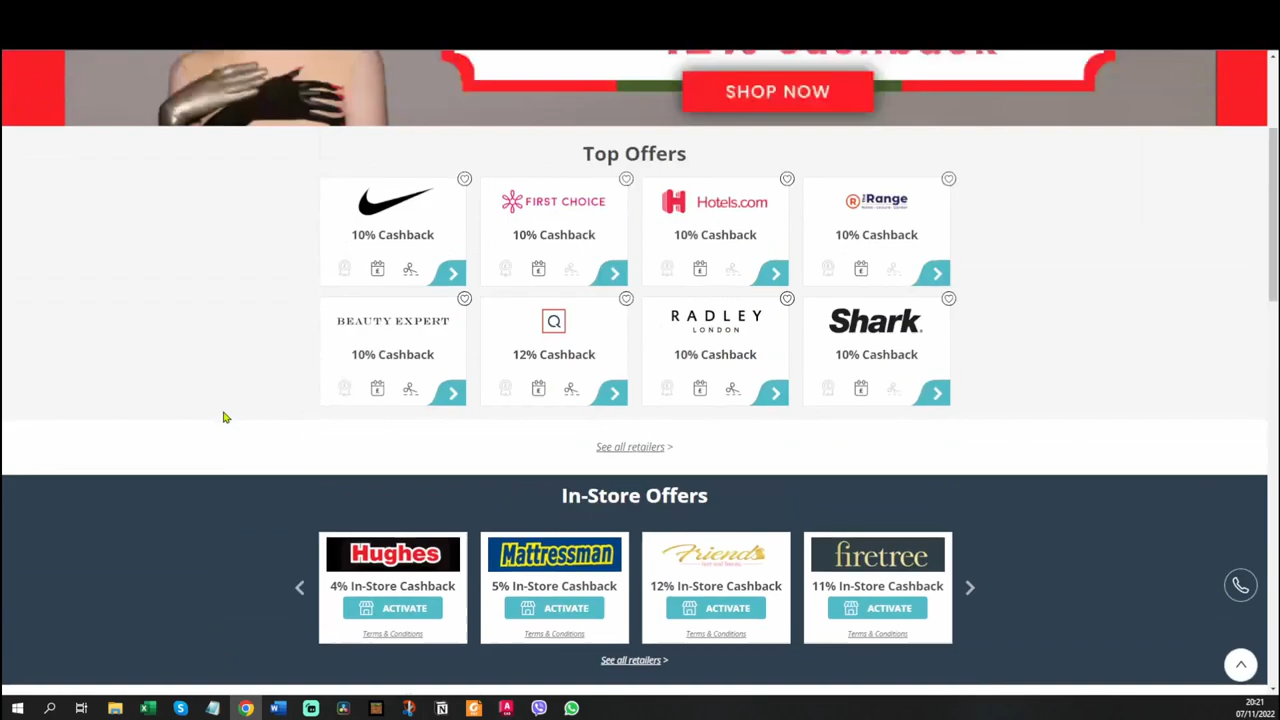 SHOP NOW
Top Offers
FIRST CHOICE
Hotels.com
The Range
10% Cashback
10% Cashback
10% Cashback
10% Cashback
BEAUTY EXPERT
RADLEY
LONDON
Shark
10% Cashback
12% Cashback
10% Cashback
10% Cashback
See all retailers >
In-Store Offers
Hughes
Mattressman
Friends
firetree
4% In-Store Cashback
5% In-Store Cashback
12% In-Store Cashback
11% In-Store Cashback
ACTIVATE
ACTIVATE
ACTIVATE
ACTIVATE
Terms & Conditions
Terms & Conditions
Terms & Conditions
Terms & Conditions
See all retailers >
20:21
07/11/2022